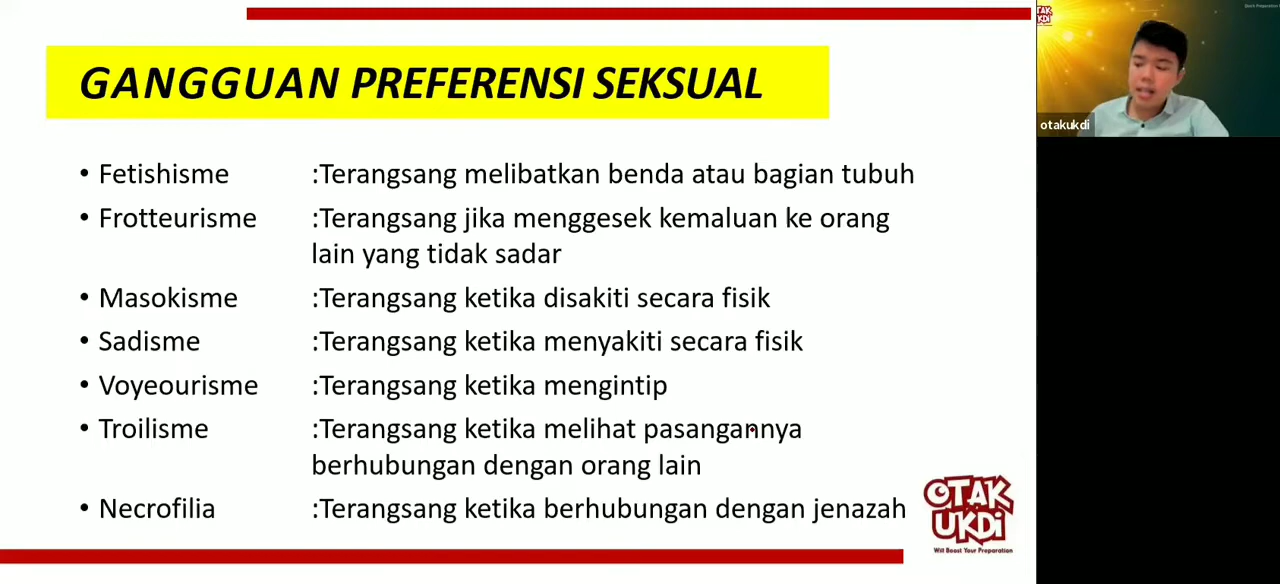 GANGGUAN PREFERENSI SEKSUAL
• Fetishisme :Terangsang melibatkan benda atau bagian tubuh
• Frotteurisme :Terangsang jika menggesek kemaluan ke orang
lain yang tidak sadar
• Masokisme :Terangsang ketika disakiti secara fisik
• Sadisme :Terangsang ketika menyakiti secara fisik
• Voyeourisme :Terangsang ketika mengintip
• Troilisme :Terangsang ketika melihat pasangannya
berhubungan dengan orang lain
• Necrofilia :Terangsang ketika berhubungan dengan jenazah
OTAK
UKDi
Will Boost Your Preparation
otakukdi